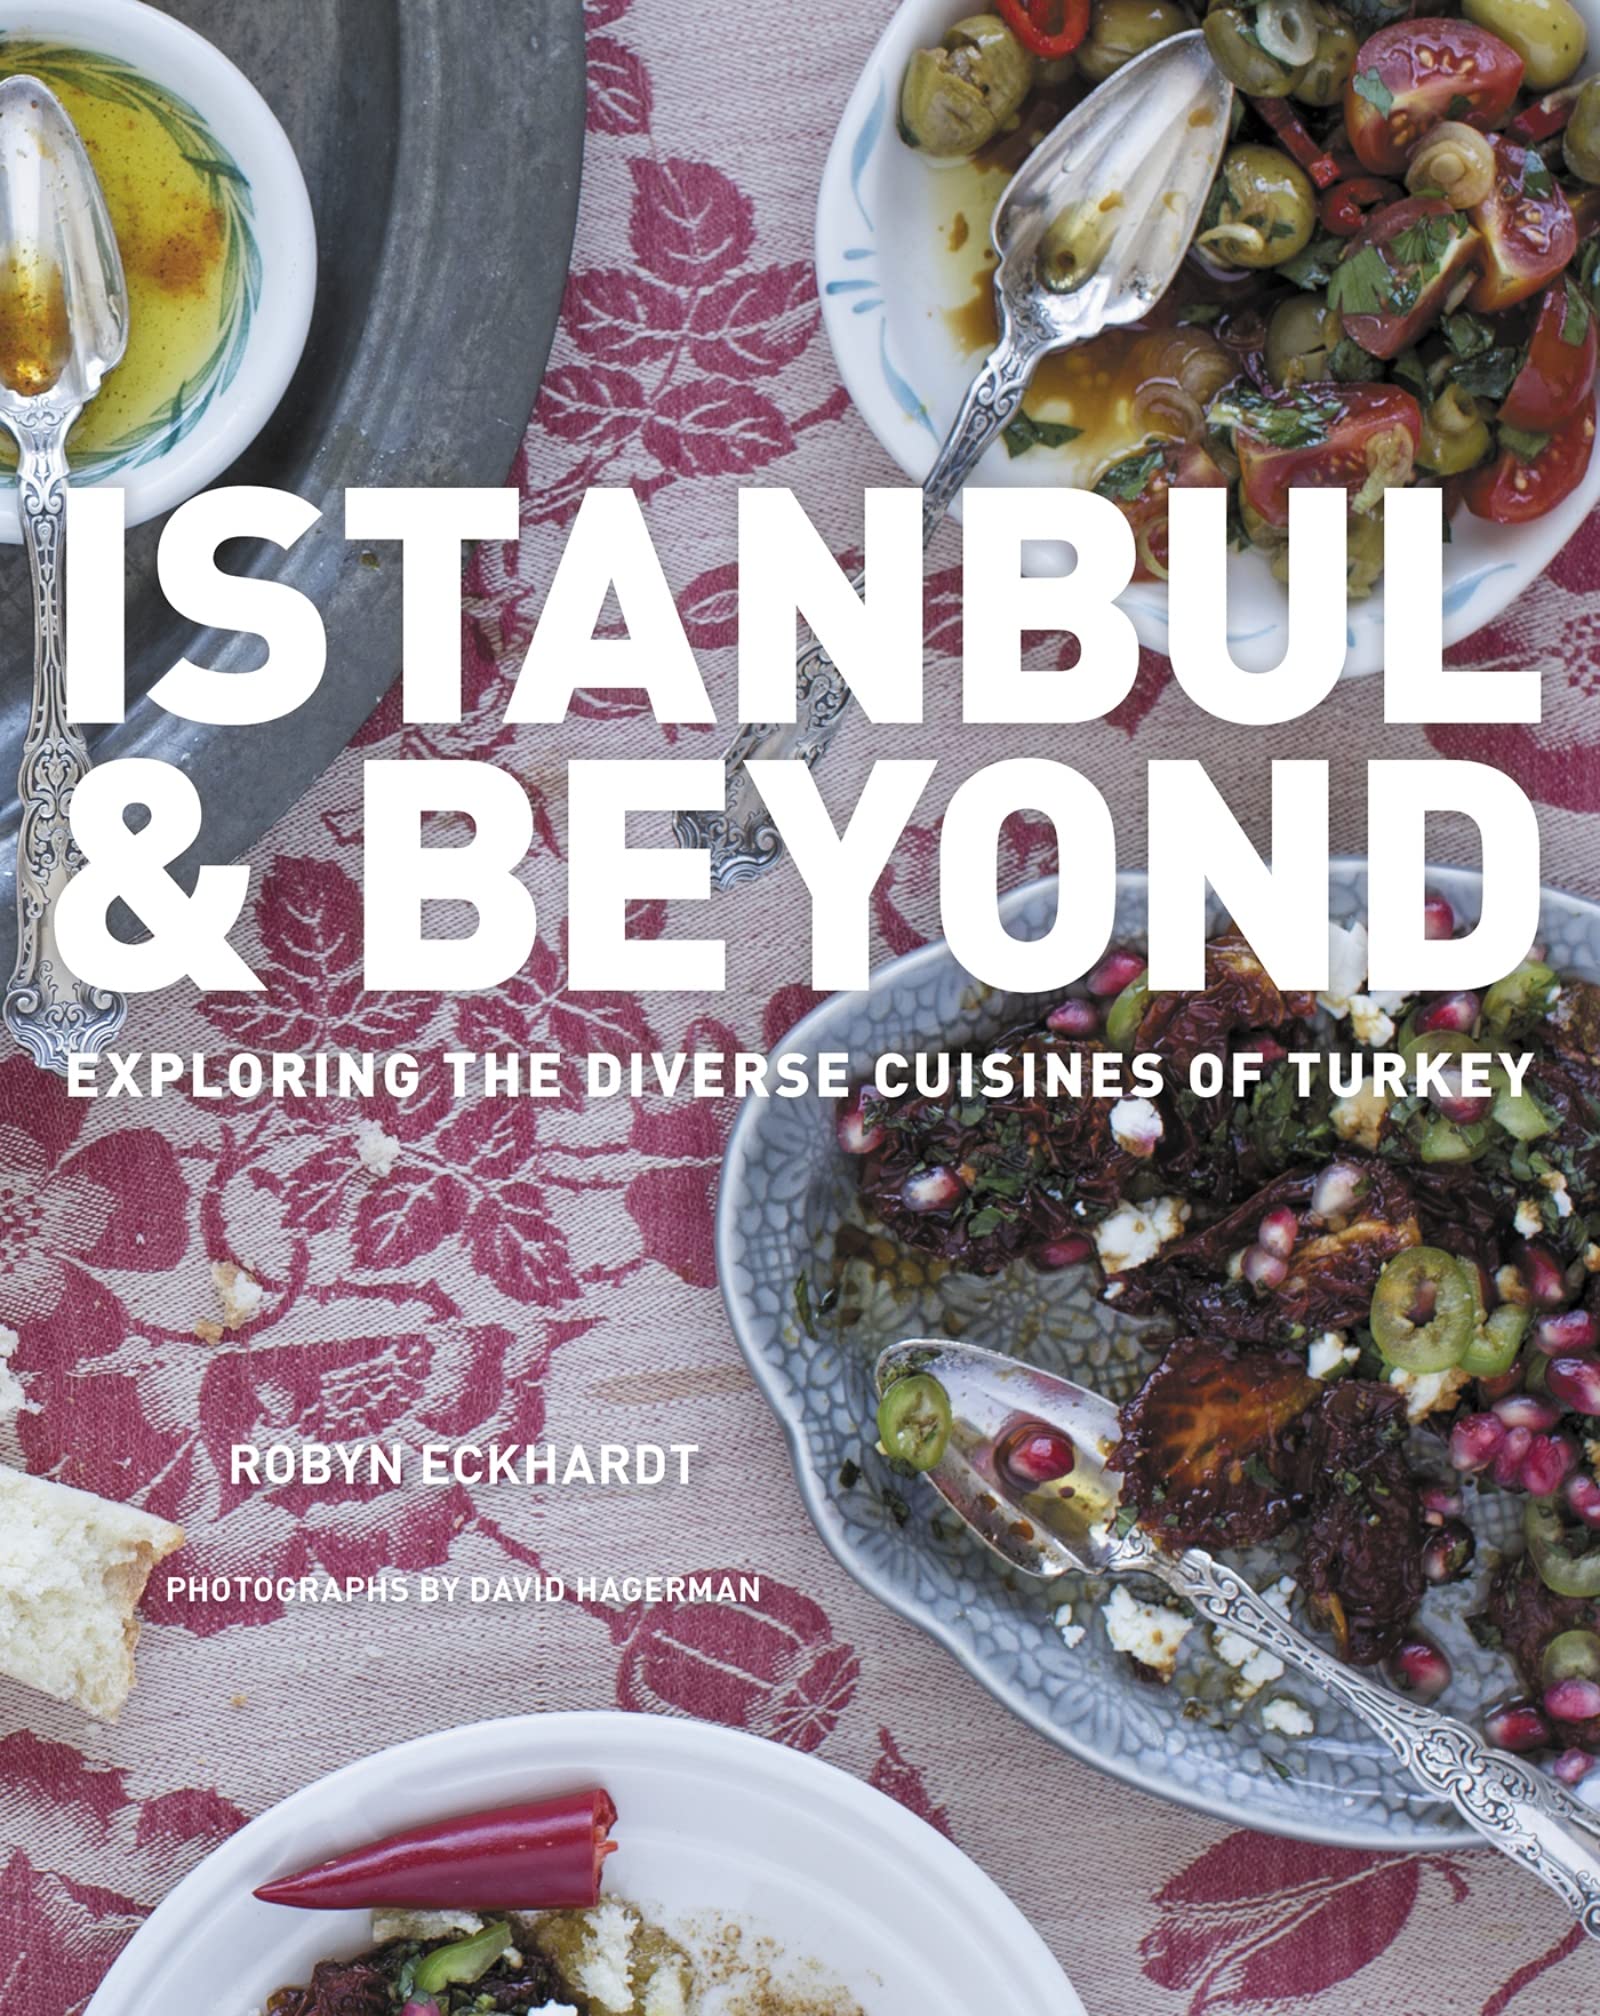 ISTANBUL
& BEYOND
EXPLORING THE DIVERSE CUISINES OF TURKEY
ROBYN ECKHARDT
PHOTOGRAPHS BY DAVID HAGERMAN